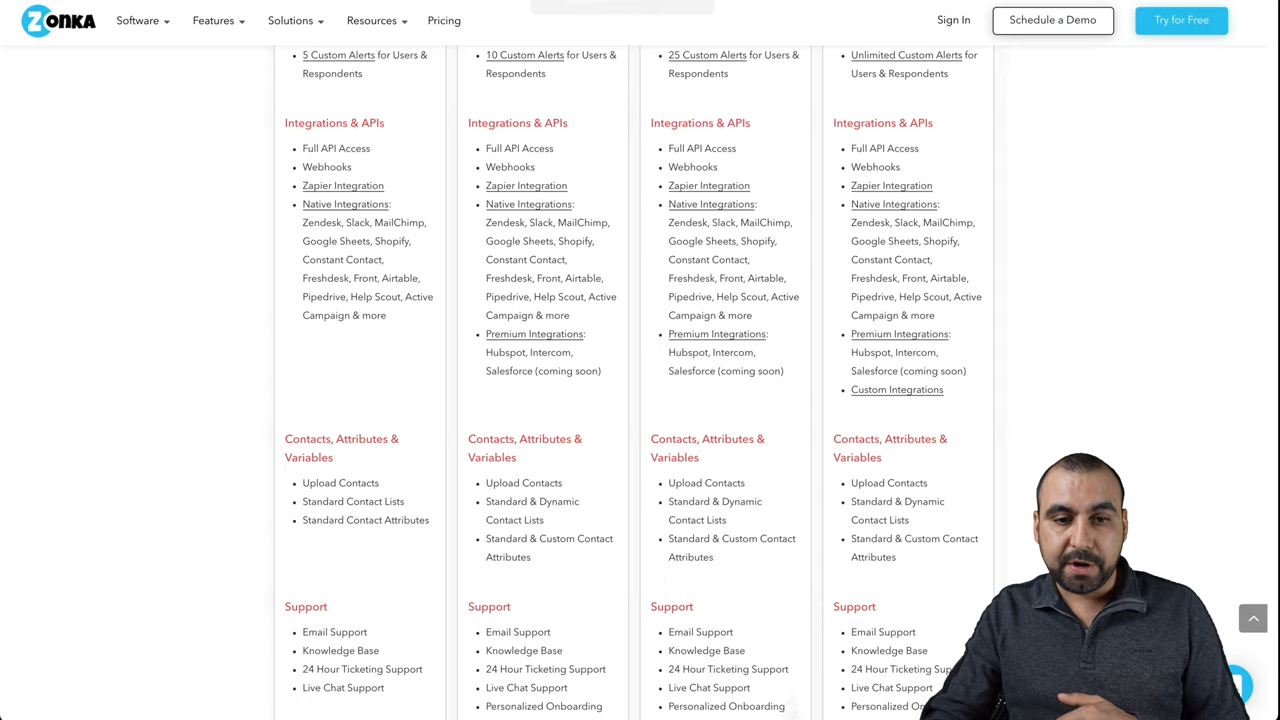 ZONKA
Software
Features
Solutions
Resources
Pricing
Sign In
Schedule a Demo
Try for Free
5 Custom Alerts for Users &
Respondents
Integrations & APIs
Full API Access
Webhooks
Zapier Integration
Native Integrations:
Zendesk, Slack, MailChimp,
Google Sheets, Shopify,
Constant Contact,
Freshdesk, Front, Airtable,
Pipedrive, Help Scout, Active
Campaign & more
Contacts, Attributes &
Variables
Upload Contacts
Standard Contact Lists
Standard Contact Attributes
Support
Email Support
Knowledge Base
24 Hour Ticketing Support
Live Chat Support
10 Custom Alerts for Users &
Respondents
Integrations & APIs
Full API Access
Webhooks
Zapier Integration
Native Integrations:
Zendesk, Slack, MailChimp,
Google Sheets, Shopify,
Constant Contact,
Freshdesk, Front, Airtable,
Pipedrive, Help Scout, Active
Campaign & more
Premium Integrations:
Hubspot, Intercom,
Salesforce (coming soon)
Contacts, Attributes &
Variables
Upload Contacts
Standard & Dynamic
Contact Lists
Standard & Custom Contact
Attributes
Support
Email Support
Knowledge Base
24 Hour Ticketing Support
Live Chat Support
Personalized Onboarding
25 Custom Alerts for Users &
Respondents
Integrations & APIs
Full API Access
Webhooks
Zapier Integration
Native Integrations:
Zendesk, Slack, MailChimp,
Google Sheets, Shopify,
Constant Contact,
Freshdesk, Front, Airtable,
Pipedrive, Help Scout, Active
Campaign & more
Premium Integrations:
Hubspot, Intercom,
Salesforce (coming soon)
Contacts, Attributes &
Variables
Upload Contacts
Standard & Dynamic
Contact Lists
Standard & Custom Contact
Attributes
Support
Email Support
Knowledge Base
24 Hour Ticketing Support
Live Chat Support
Personalized Onboarding
Unlimited Custom Alerts for
Users & Respondents
Integrations & APIs
Full API Access
Webhooks
Zapier Integration
Native Integrations:
Zendesk, Slack, MailChimp,
Google Sheets, Shopify,
Constant Contact,
Freshdesk, Front, Airtable,
Pipedrive, Help Scout, Active
Campaign & more
Premium Integrations:
Hubspot, Intercom,
Salesforce (coming soon)
Custom Integrations
Contacts, Attributes &
Variables
Upload Contacts
Standard & Dynamic
Contact Lists
Standard & Custom Contact
Attributes
Support
Email Support
Knowledge Base
24 Hour Ticketing
Live Chat Support
Personalized